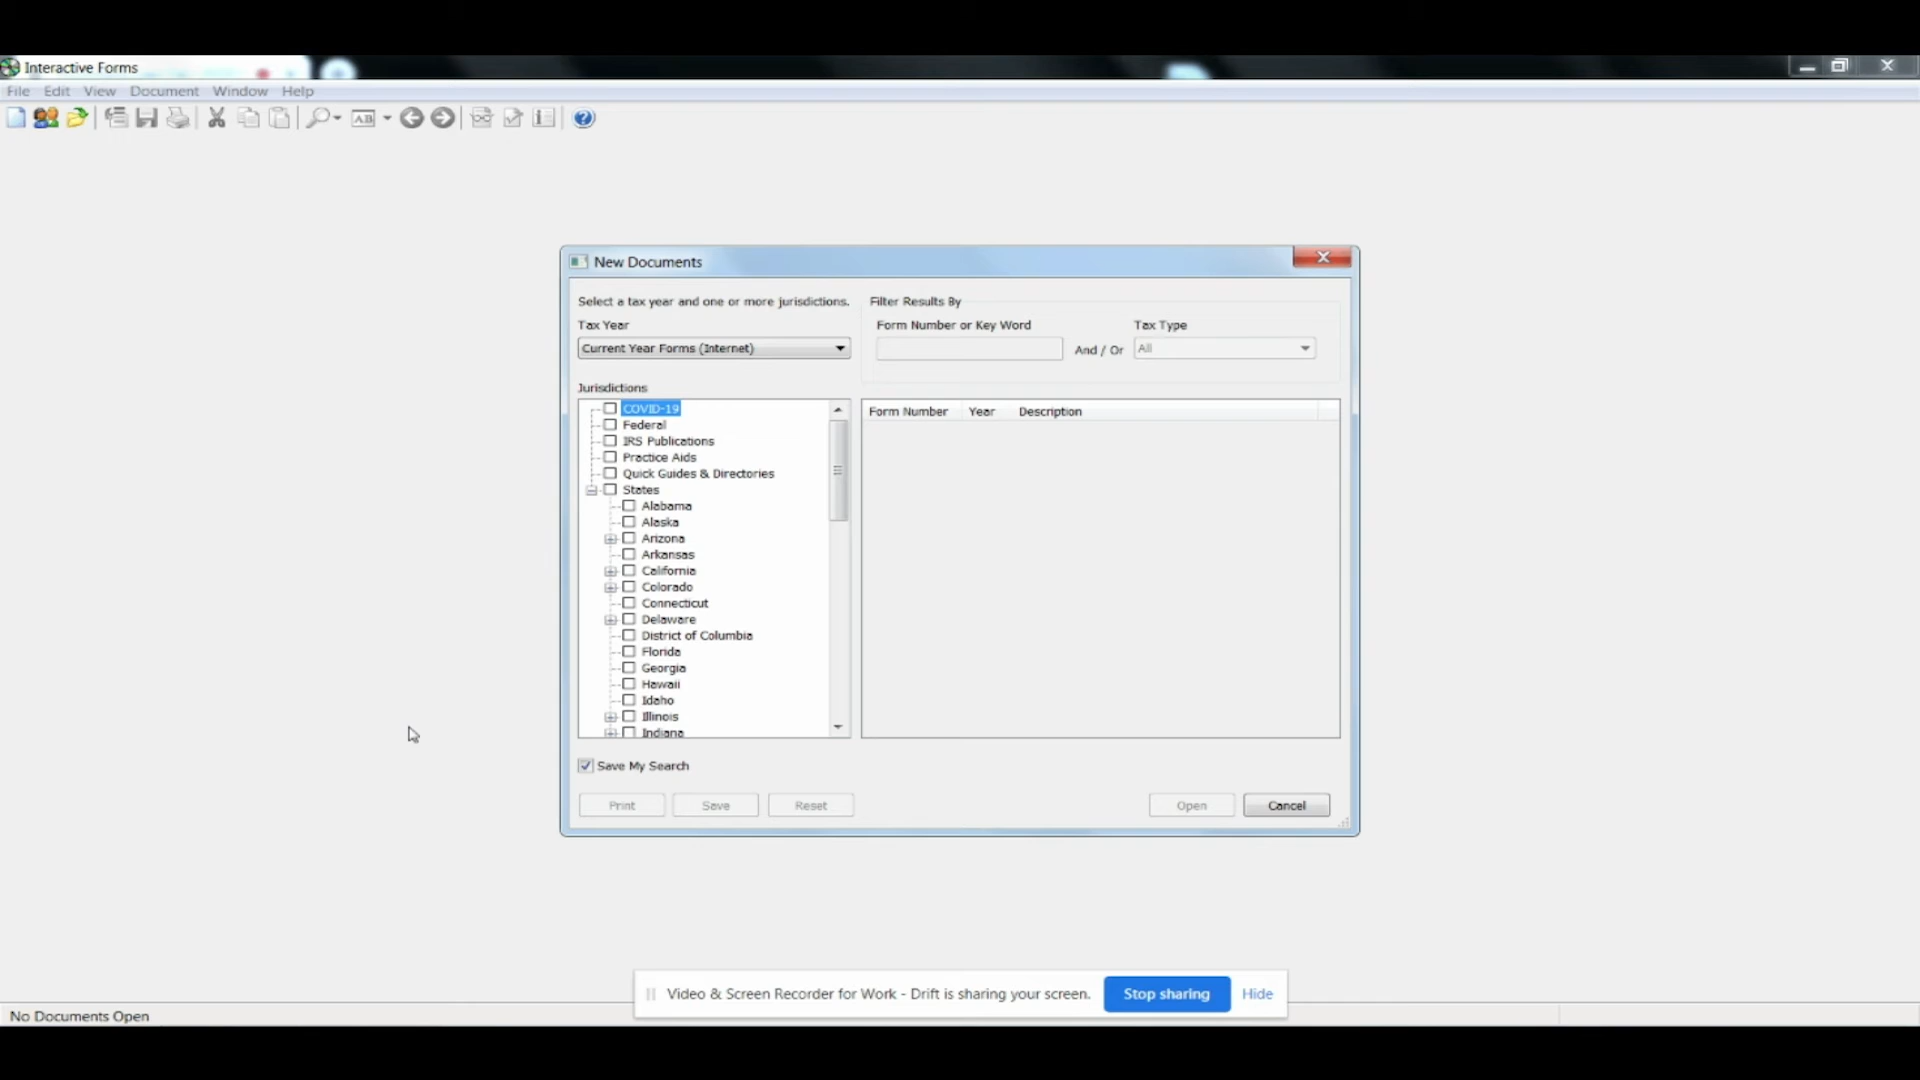 Interactive Forms
File Edit View Document Window Help
AB
New Documents
Select a tax year and one or more jurisdictions.
Filter Results By
Tax Year
Form Number or Key Word
Tax Type
Current Year Forms (Internet)
And / Or
All
Jurisdictions
Form Number Year Description
COVID-19
Federal
IRS Publications
Practice Aids
Quick Guides & Directories
States
Alabama
Alaska
Arizona
Arkansas
California
Colorado
Connecticut
Delaware
District of Columbia
Florida
Georgia
Hawaii
Idaho
Illinois
Indiana
Save My Search
Print Save Reset Open Cancel
Video & Screen Recorder for Work - Drift is sharing your screen. Stop sharing Hide
No Documents Open